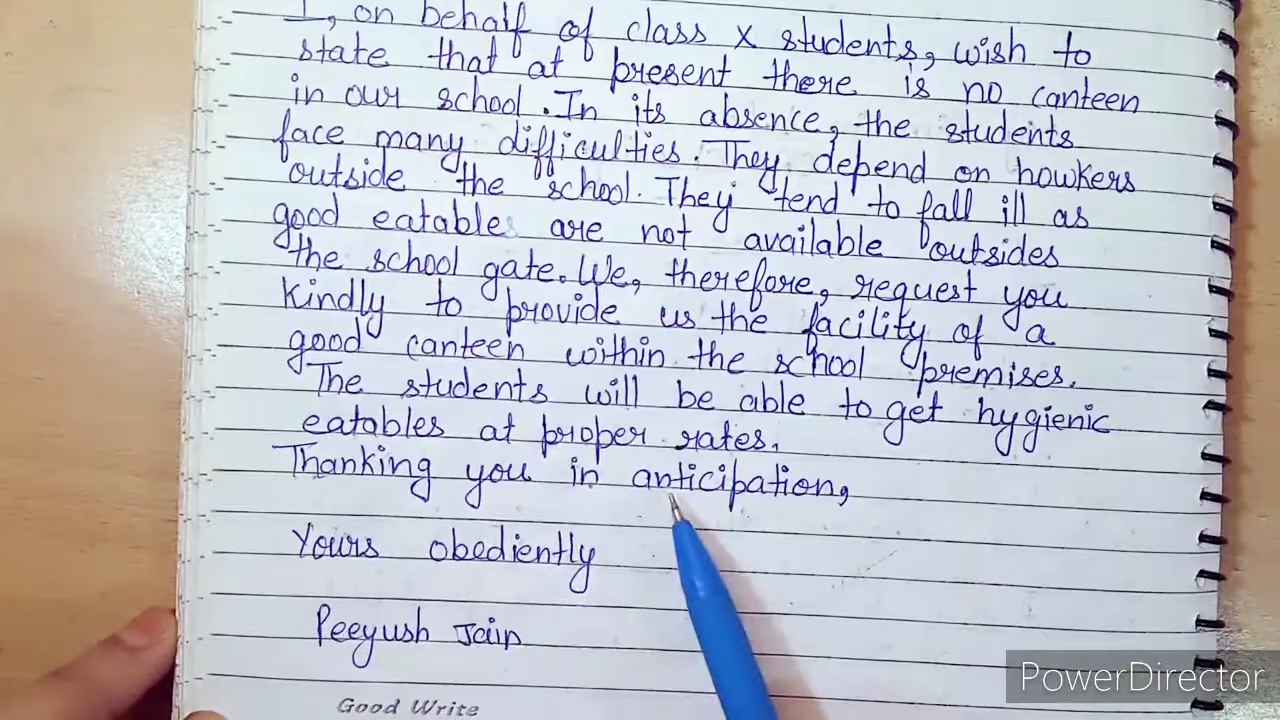 I, on behalf of class X students, wish to
state that at present there is no canteen
in our school. In its absence, the students
face many difficulties. They depend on howkers
outside the school. They tend to fall ill as
good eatables are not available outsides
the school gate. We, therefore, request you
kindly to provide us the facility of a
good canteen within the school premises.
The students will be able to get hygienic
eatables at proper rates.
Thanking you in anticipation,
Yours obediently
Peeyush Jain
Good Write
PowerDirector